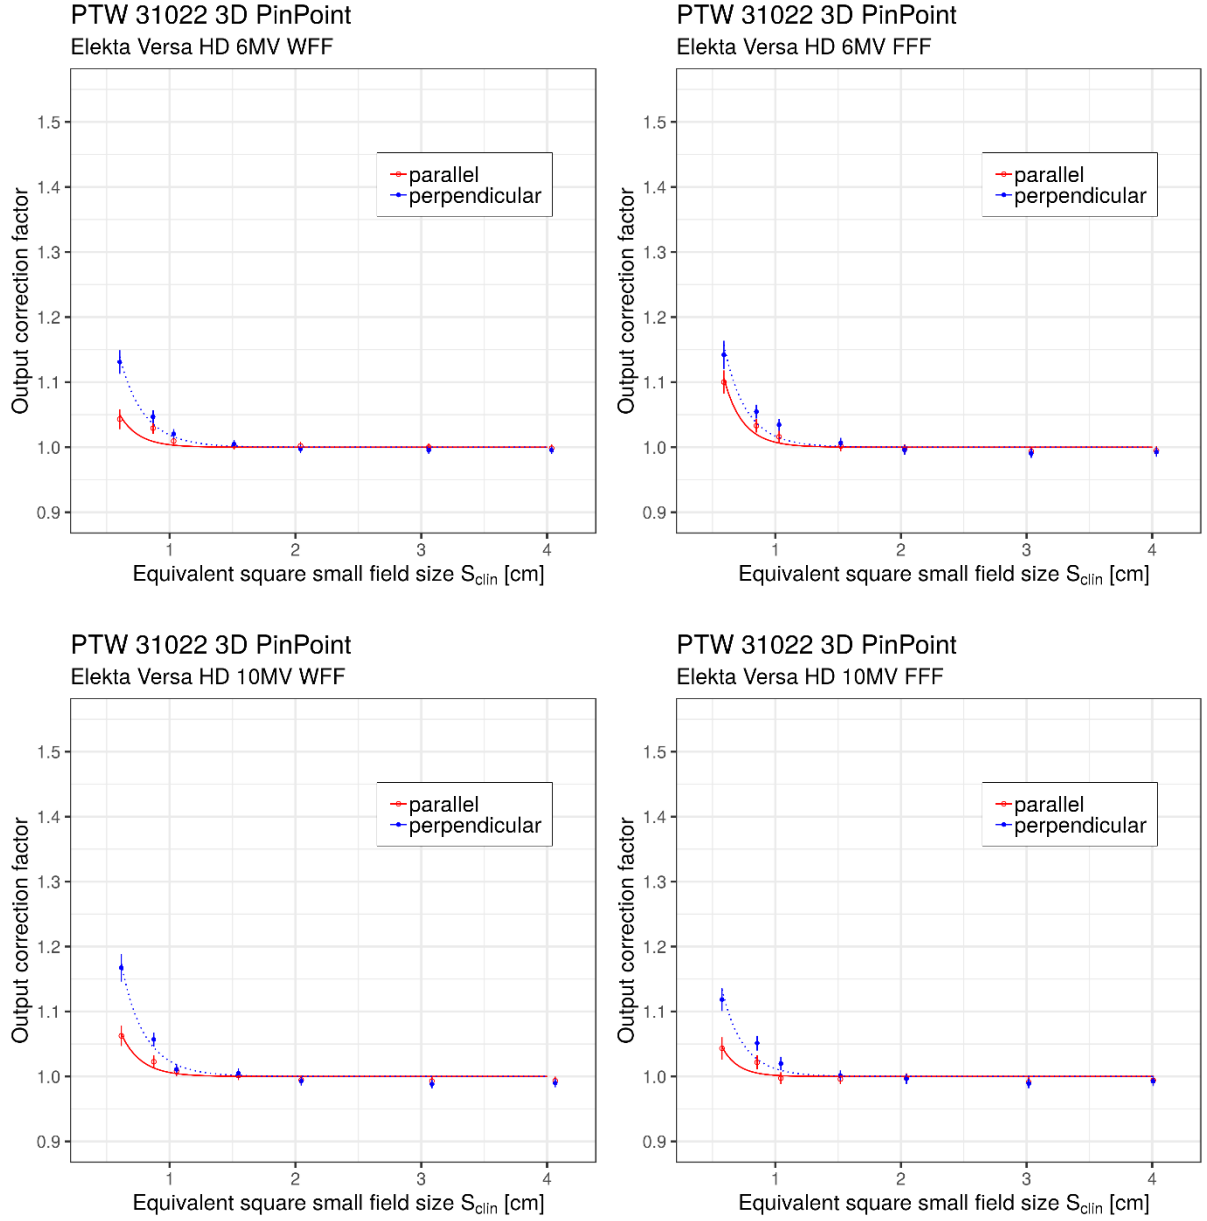 PTW 31022 3D PinPoint
Elekta Versa HD 6MV WFF
1.5
1.4
1.3
1.2
1.1
1.0
0.9
Output correction factor
parallel
perpendicular
1 2 3 4
Equivalent square small field size Sclin [cm]
PTW 31022 3D PinPoint
Elekta Versa HD 6MV FFF
1.5
1.4
1.3
1.2
1.1
1.0
0.9
Output correction factor
parallel
perpendicular
1 2 3 4
Equivalent square small field size Sclin [cm]
PTW 31022 3D PinPoint
Elekta Versa HD 10MV WFF
1.5
1.4
1.3
1.2
1.1
1.0
0.9
Output correction factor
parallel
perpendicular
1 2 3 4
Equivalent square small field size Sclin [cm]
PTW 31022 3D PinPoint
Elekta Versa HD 10MV FFF
1.5
1.4
1.3
1.2
1.1
1.0
0.9
Output correction factor
parallel
perpendicular
1 2 3 4
Equivalent square small field size Sclin [cm]